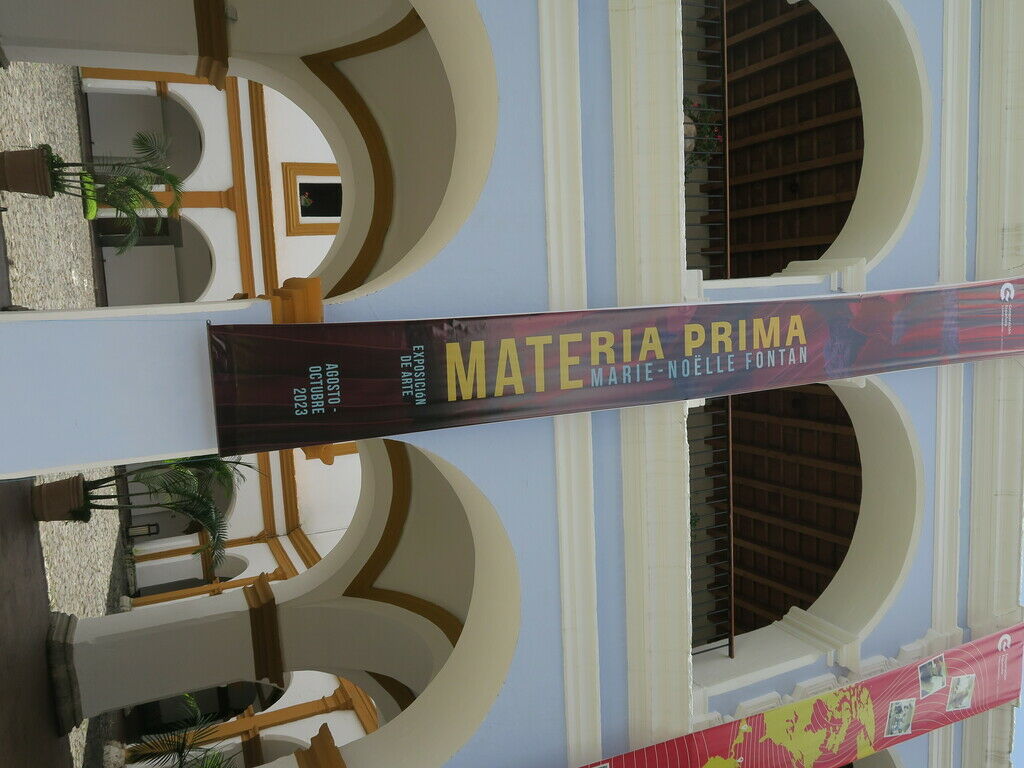 MATERIA PRIMA
MARIE-NOËLLE FONTAN
EXPOSICIÓN
DE ARTE
AGOSTO -
OCTUBRE
2023